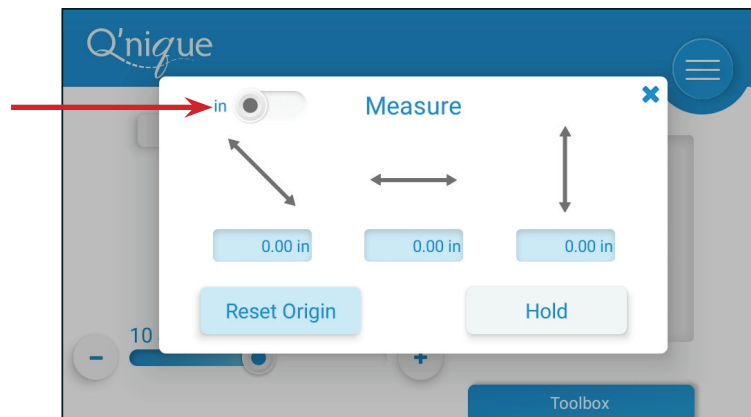 Q'nique
in
Measure
0.00 in
0.00 in
0.00 in
Reset Origin
Hold
10
Toolbox